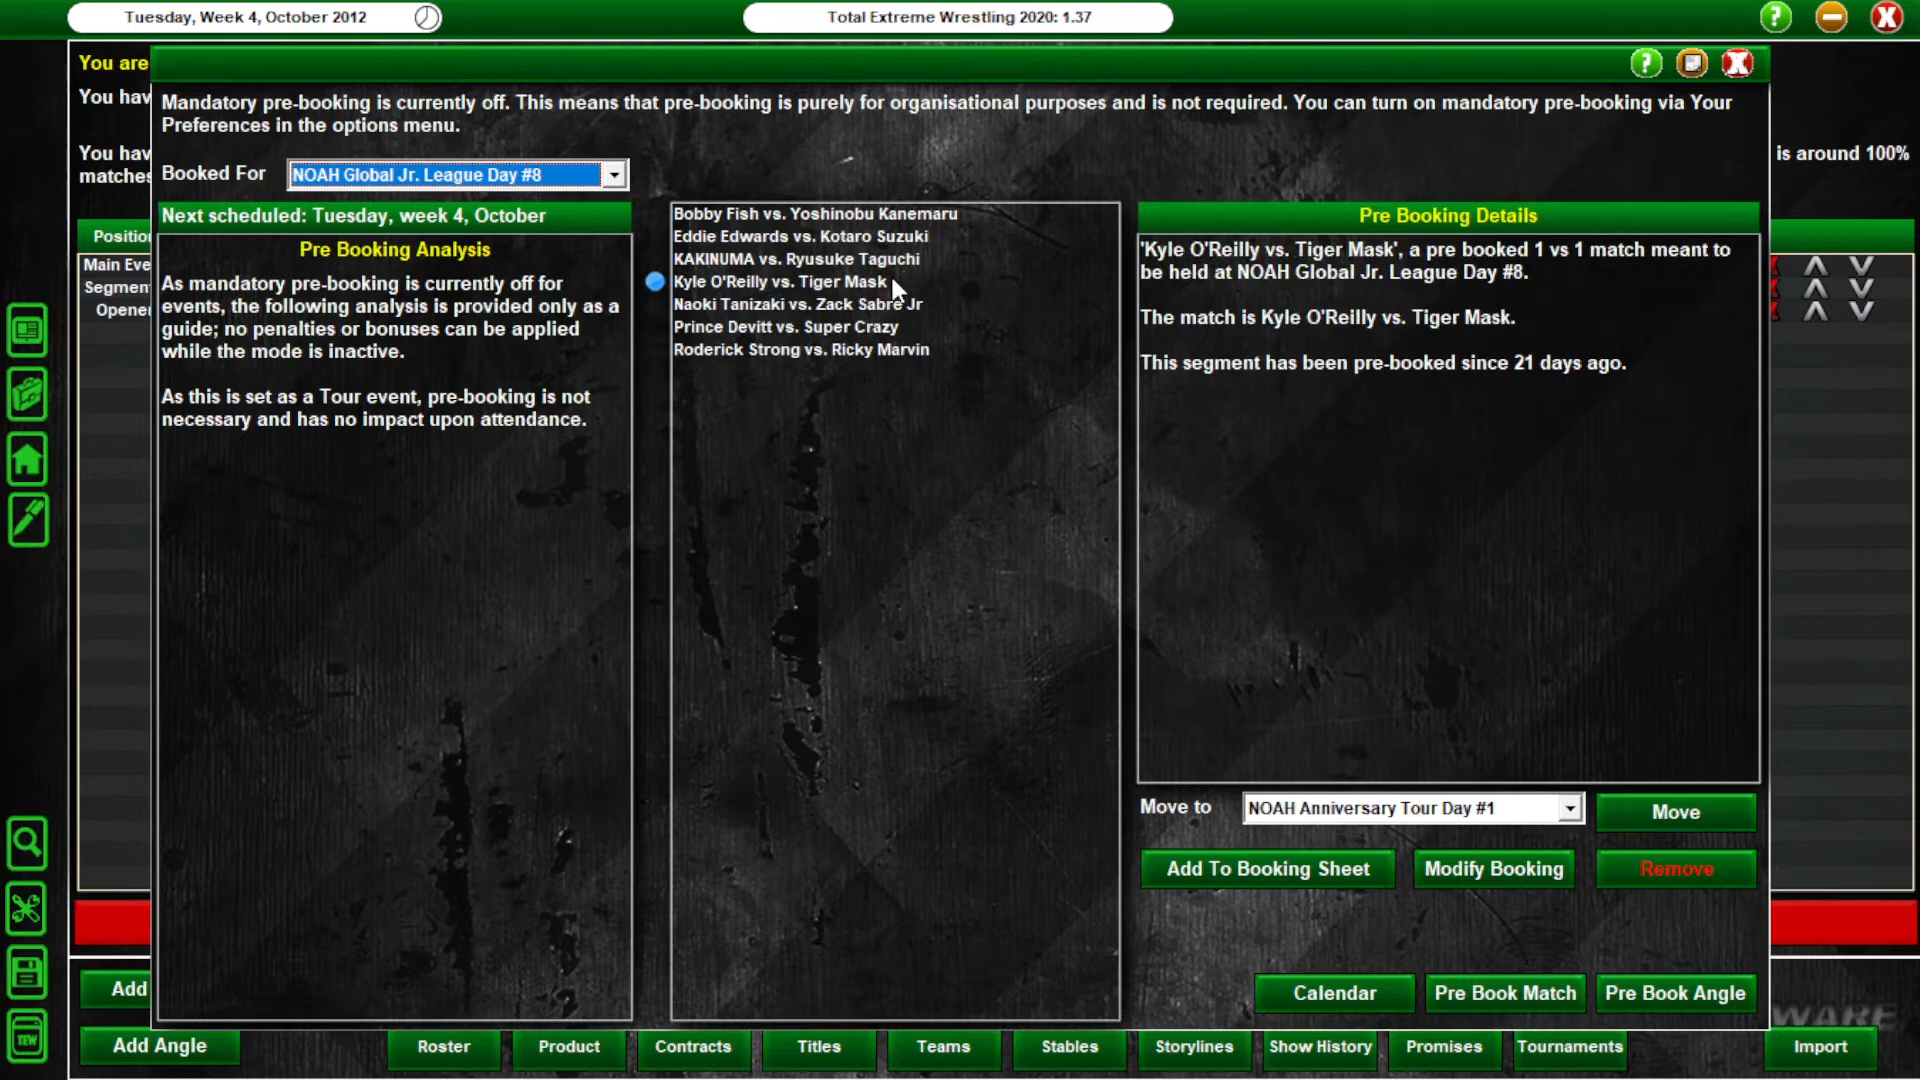 Tuesday, Week 4, October 2012
Total Extreme Wrestling 2020: 1.37
You are
You hav
You hav
matches
is around 100%
Mandatory pre-booking is currently off. This means that pre-booking is purely for organisational purposes and is not required. You can turn on mandatory pre-booking via Your
Preferences in the options menu.
Booked For
NOAH Global Jr. League Day #8
Next scheduled: Tuesday, week 4, October
Pre Booking Analysis
As mandatory pre-booking is currently off for
events, the following analysis is provided only as a
guide; no penalties or bonuses can be applied
while the mode is inactive.
As this is set as a Tour event, pre-booking is not
necessary and has no impact upon attendance.
Bobby Fish vs. Yoshinobu Kanemaru
Eddie Edwards vs. Kotaro Suzuki
KAKINUMA vs. Ryusuke Taguchi
Kyle O'Reilly vs. Tiger Mask
Naoki Tanizaki vs. Zack Sabre Jr
Prince Devitt vs. Super Crazy
Roderick Strong vs. Ricky Marvin
Pre Booking Details
'Kyle O'Reilly vs. Tiger Mask', a pre booked 1 vs 1 match meant to
be held at NOAH Global Jr. League Day #8.
The match is Kyle O'Reilly vs. Tiger Mask.
This segment has been pre-booked since 21 days ago.
Positio
Main Eve
Segmen
Opene
Move to
NOAH Anniversary Tour Day #1
Move
Add To Booking Sheet
Modify Booking
Remove
Calendar
Pre Book Match
Pre Book Angle
Add
WARE
TEW
Add Angle
Roster
Product
Contracts
Titles
Teams
Stables
Storylines
Show History
Promises
Tournaments
Import